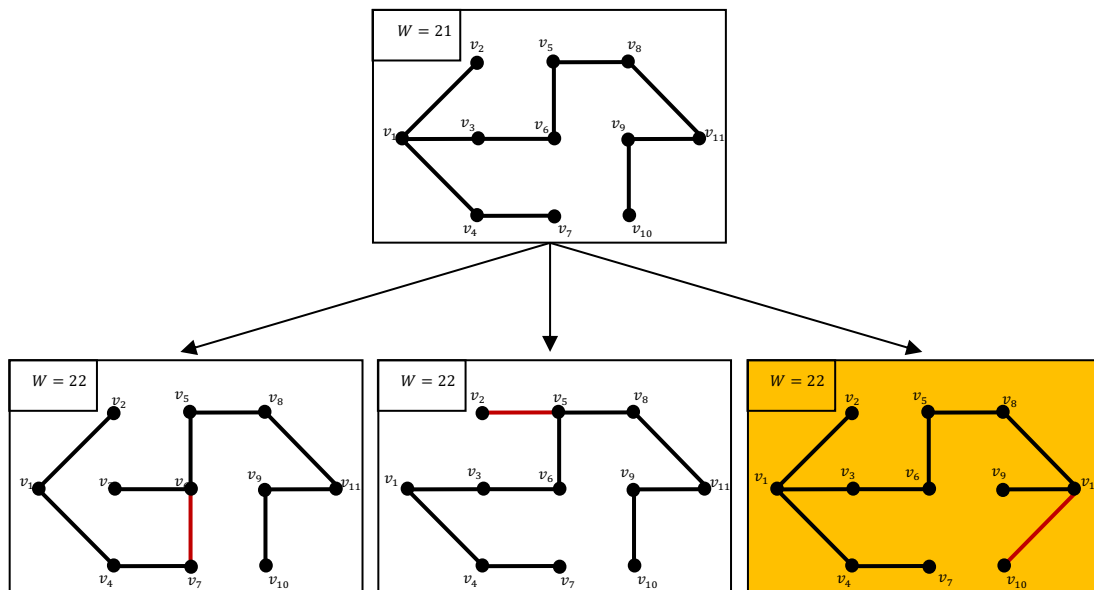 W = 21
v₂
v₅
v₈
v₁
v₃
v₆
v₉
v₁₁
v₄
v₇
v₁₀
W = 22
v₂
v₅
v₈
v₁
v₉
v₁₁
v₄
v₇
v₁₀
W = 22
v₂
v₅
v₈
v₁
v₃
v₆
v₉
v₁₁
v₄
v₇
v₁₀
W = 22
v₂
v₅
v₈
v₁
v₃
v₆
v₉
v₁
v₄
v₇
v₁₀